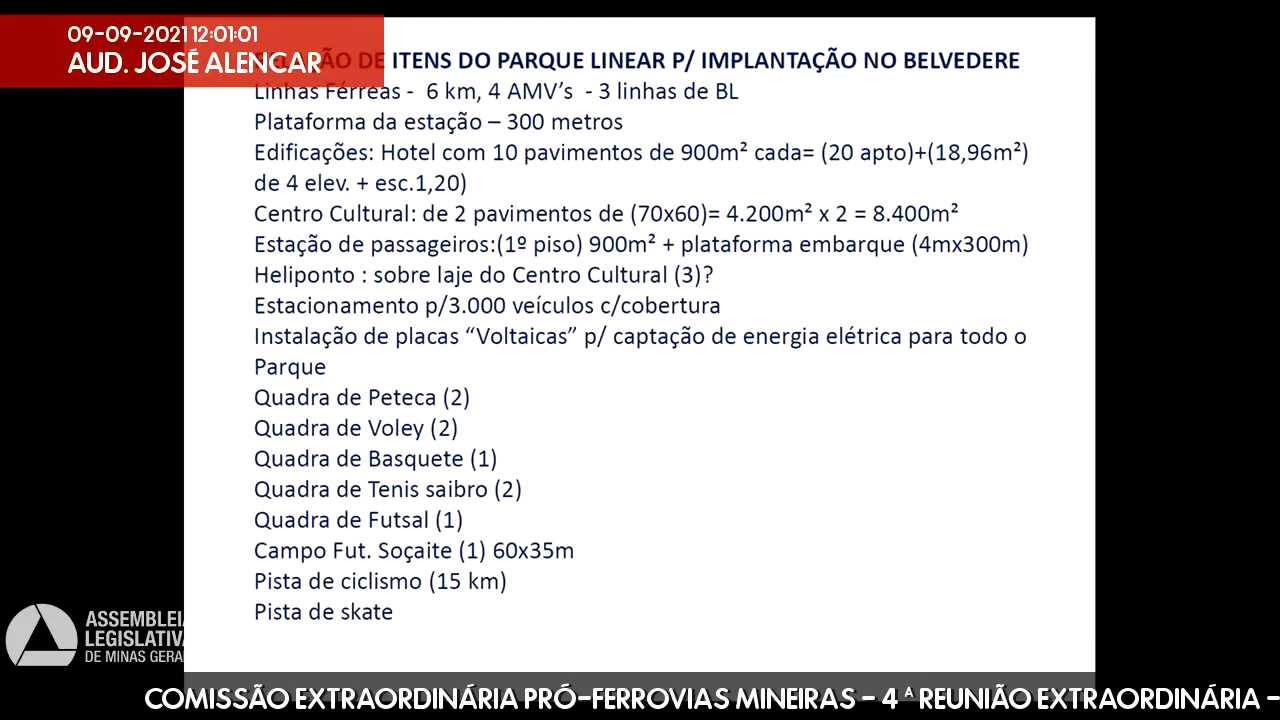 09-09-2021 12:01:01
AUD. JOSÉ ALENCAR
DE ITENS DO PARQUE LINEAR P/ IMPLANTAÇÃO NO BELVEDERE
Linhas Férreas -  6 km, 4 AMV’s  - 3 linhas de BL
Plataforma da estação – 300 metros
Edificações: Hotel com 10 pavimentos de 900m² cada= (20 apto)+(18,96m²)
de 4 elev. + esc.1,20)
Centro Cultural: de 2 pavimentos de (70x60)= 4.200m² x 2 = 8.400m²
Estação de passageiros:(1º piso) 900m² + plataforma embarque (4mx300m)
Heliponto : sobre laje do Centro Cultural (3)?
Estacionamento p/3.000 veículos c/cobertura
Instalação de placas “Voltaicas” p/ captação de energia elétrica para todo o
Parque
Quadra de Peteca (2)
Quadra de Voley (2)
Quadra de Basquete (1)
Quadra de Tenis saibro (2)
Quadra de Futsal (1)
Campo Fut. Soçaite (1) 60x35m
Pista de ciclismo (15 km)
Pista de skate
ASSEMBLEIA
LEGISLATIVA
DE MINAS GERAI
COMISSÃO EXTRAORDINÁRIA PRÓ-FERROVIAS MINEIRAS - 4 ª REUNIÃO EXTRAORDINÁRIA -